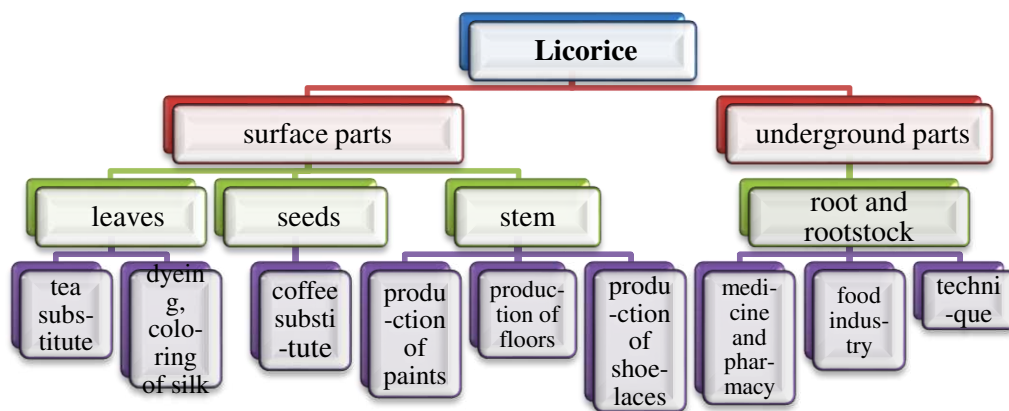 Licorice
surface parts
underground parts
leaves
seeds
stem
root and
rootstock
tea
subs-
titute
dyein
g,
colo-
ring
of silk
coffee
substi
-tute
produ
-ction
of
paints
produc-
tion of
floors
produ
-ction
of
shoe-
laces
medi-
cine and
phar-
macy
food
indus-
try
techni
-que